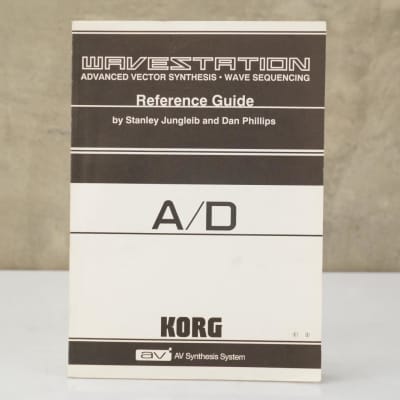 WAVESTATION
ADVANCED VECTOR SYNTHESIS • WAVE SEQUENCING
Reference Guide
by Stanley Jungleib and Dan Phillips
A/D
KORG
AV AV Synthesis System